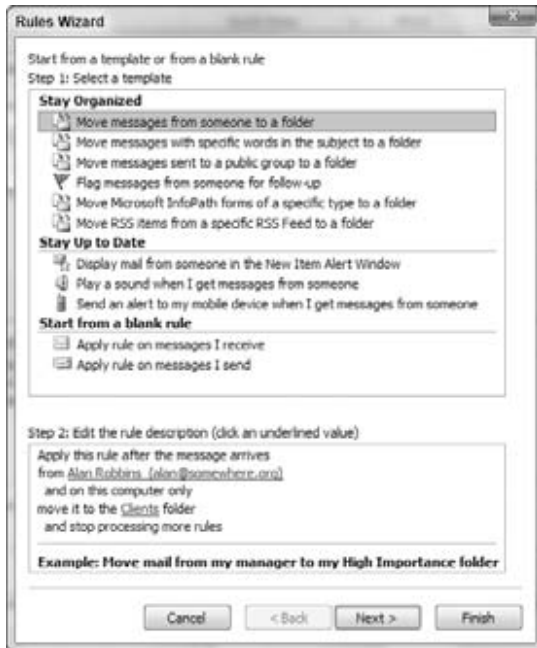 Rules Wizard
Start from a template or from a blank rule
Step 1: Select a template
Stay Organized
Move messages from someone to a folder
Move messages with specific words in the subject to a folder
Move messages sent to a public group to a folder
Flag messages from someone for follow-up
Move Microsoft InfoPath forms of a specific type to a folder
Move RSS items from a specific RSS Feed to a folder
Stay Up to Date
Display mail from someone in the New Item Alert Window
Play a sound when I get messages from someone
Send an alert to my mobile device when I get messages from someone
Start from a blank rule
Apply rule on messages I receive
Apply rule on messages I send
Step 2: Edit the rule description (click an underlined value)
Apply this rule after the message arrives
from Alan Robbins (alan@somewhere.org)
and on this computer only
move it to the Clients folder
and stop processing more rules
Example: Move mail from my manager to my High Importance folder
Cancel < Back Next > Finish